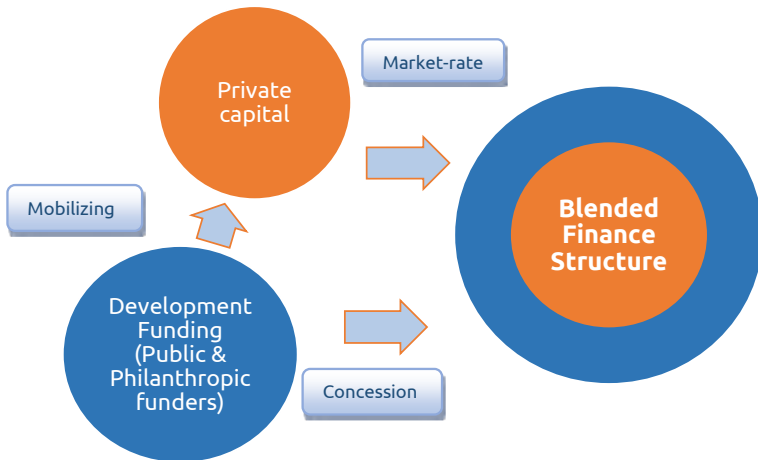 Private
capital
Market-rate
Mobilizing
Blended
Finance
Structure
Development
Funding
(Public &
Philanthropic
funders)
Concession